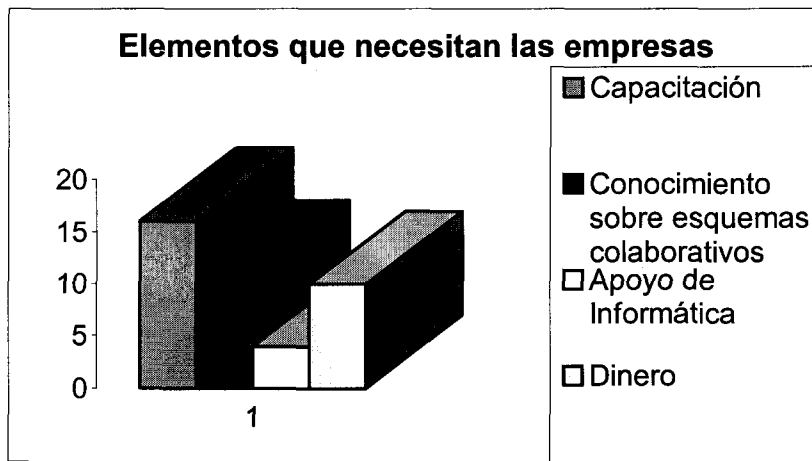 Elementos que necesitan las empresas
20
15
10
5
0
1
Capacitación
Conocimiento
sobre esquemas
colaborativos
Apoyo de
Informática
Dinero